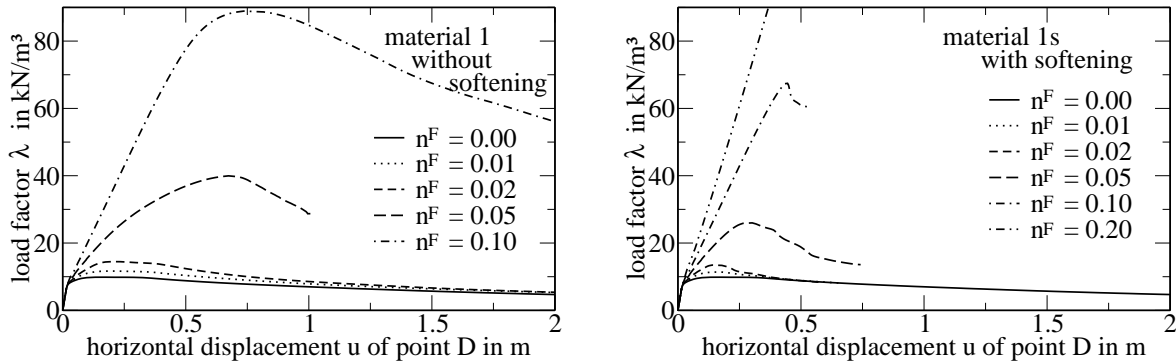 load factor λ in kN/m³
80
60
40
20
0
material 1
without
softening
nF = 0.00
nF = 0.01
nF = 0.02
nF = 0.05
nF = 0.10
0 0.5 1 1.5 2
horizontal displacement u of point D in m
load factor λ in kN/m³
80
60
40
20
0
material 1s
with softening
nF = 0.00
nF = 0.01
nF = 0.02
nF = 0.05
nF = 0.10
nF = 0.20
0 0.5 1 1.5 2
horizontal displacement u of point D in m